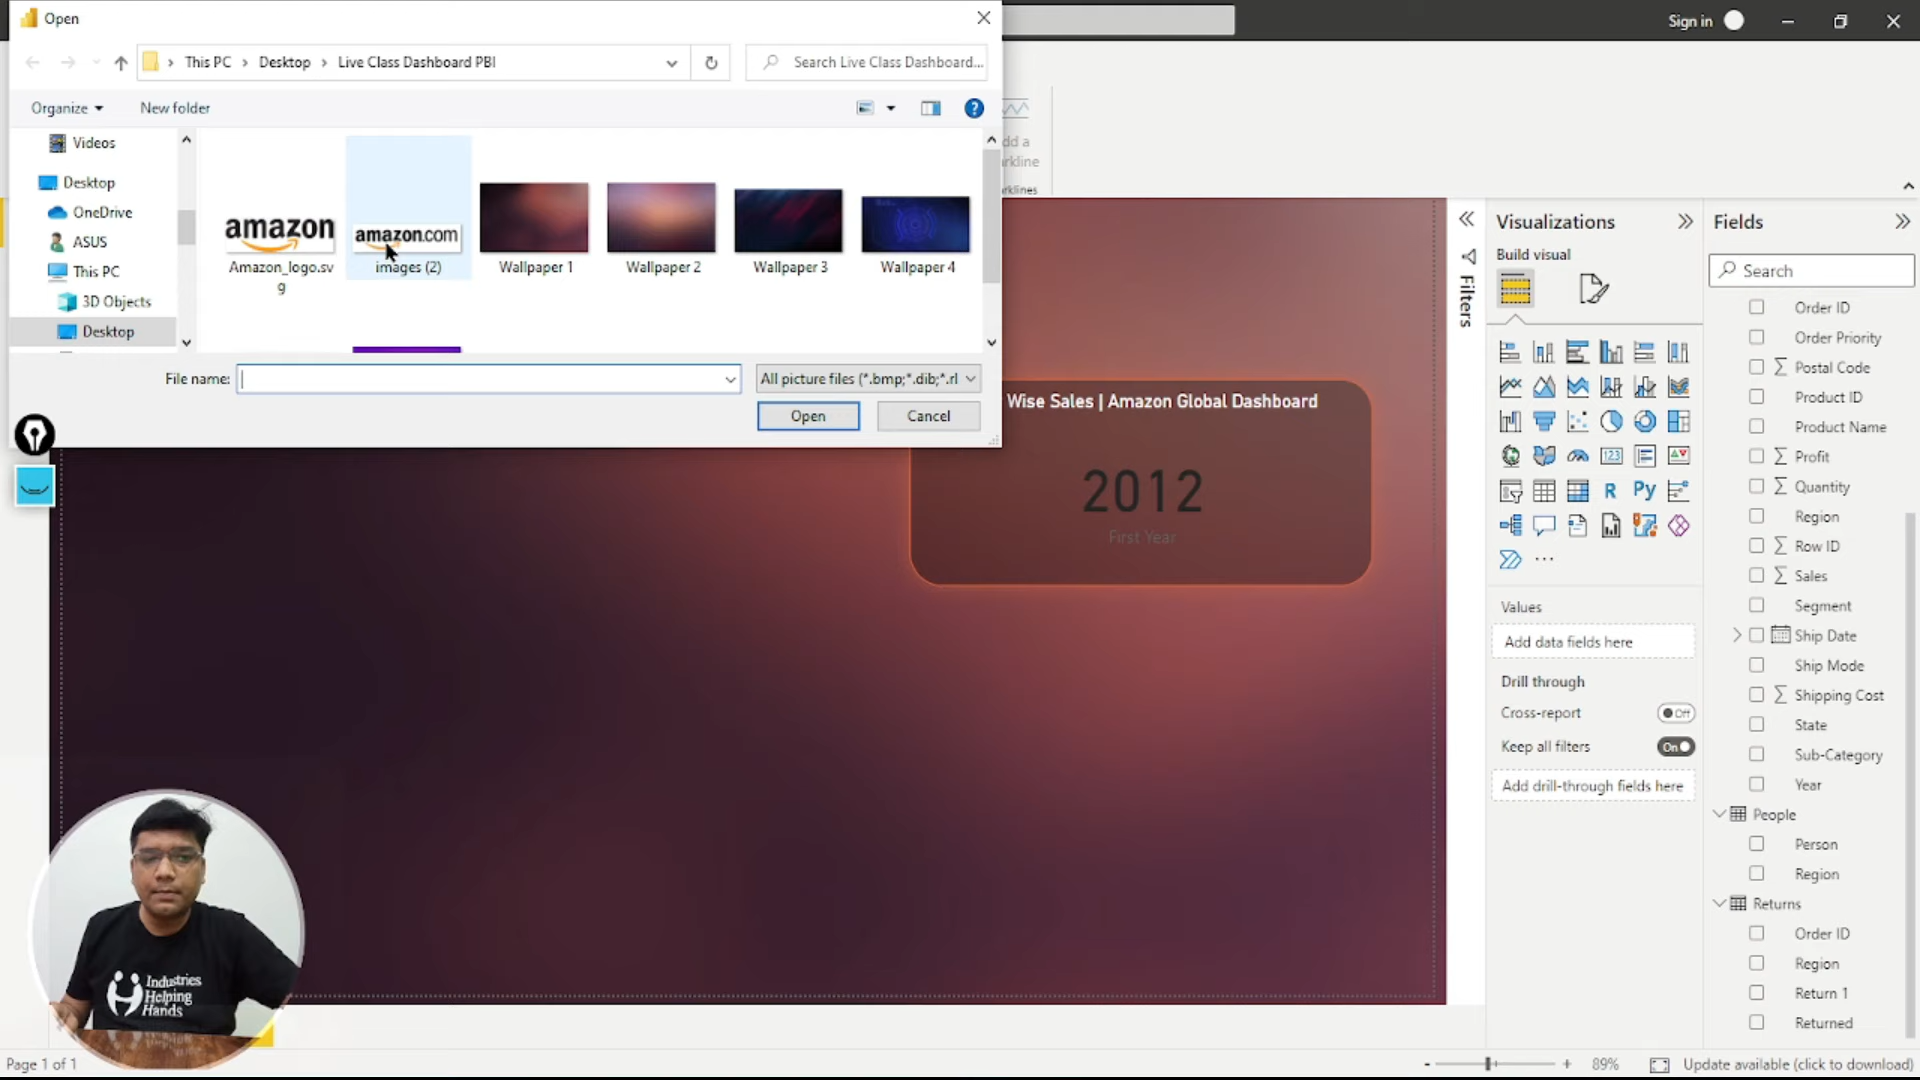 Open
Sign in
This PC > Desktop > Live Class Dashboard PBI
Search Live Class Dashboard...
Organize
New folder
Videos
Desktop
OneDrive
ASUS
This PC
3D Objects
Desktop
amazon
Amazon_logo.sv
g
amazon.com
images (2)
Wallpaper 1
Wallpaper 2
Wallpaper 3
Wallpaper 4
File name:
All picture files (*.bmp;*.dib;*.rl
Open
Cancel
dd a
rkline
rklines
Wise Sales | Amazon Global Dashboard
2012
First Year
Filters
Visualizations
Build visual
123
R
Py
Values
Add data fields here
Drill through
Cross-report
Off
Keep all filters
On
Add drill-through fields here
Fields
Search
Order ID
Order Priority
Postal Code
Product ID
Product Name
Profit
Quantity
Region
Row ID
Sales
Segment
Ship Date
Ship Mode
Shipping Cost
State
Sub-Category
Year
People
Person
Region
Returns
Order ID
Region
Return 1
Returned
Industries
Helping
Hands
Page 1 of 1
89%
Update available (click to download)